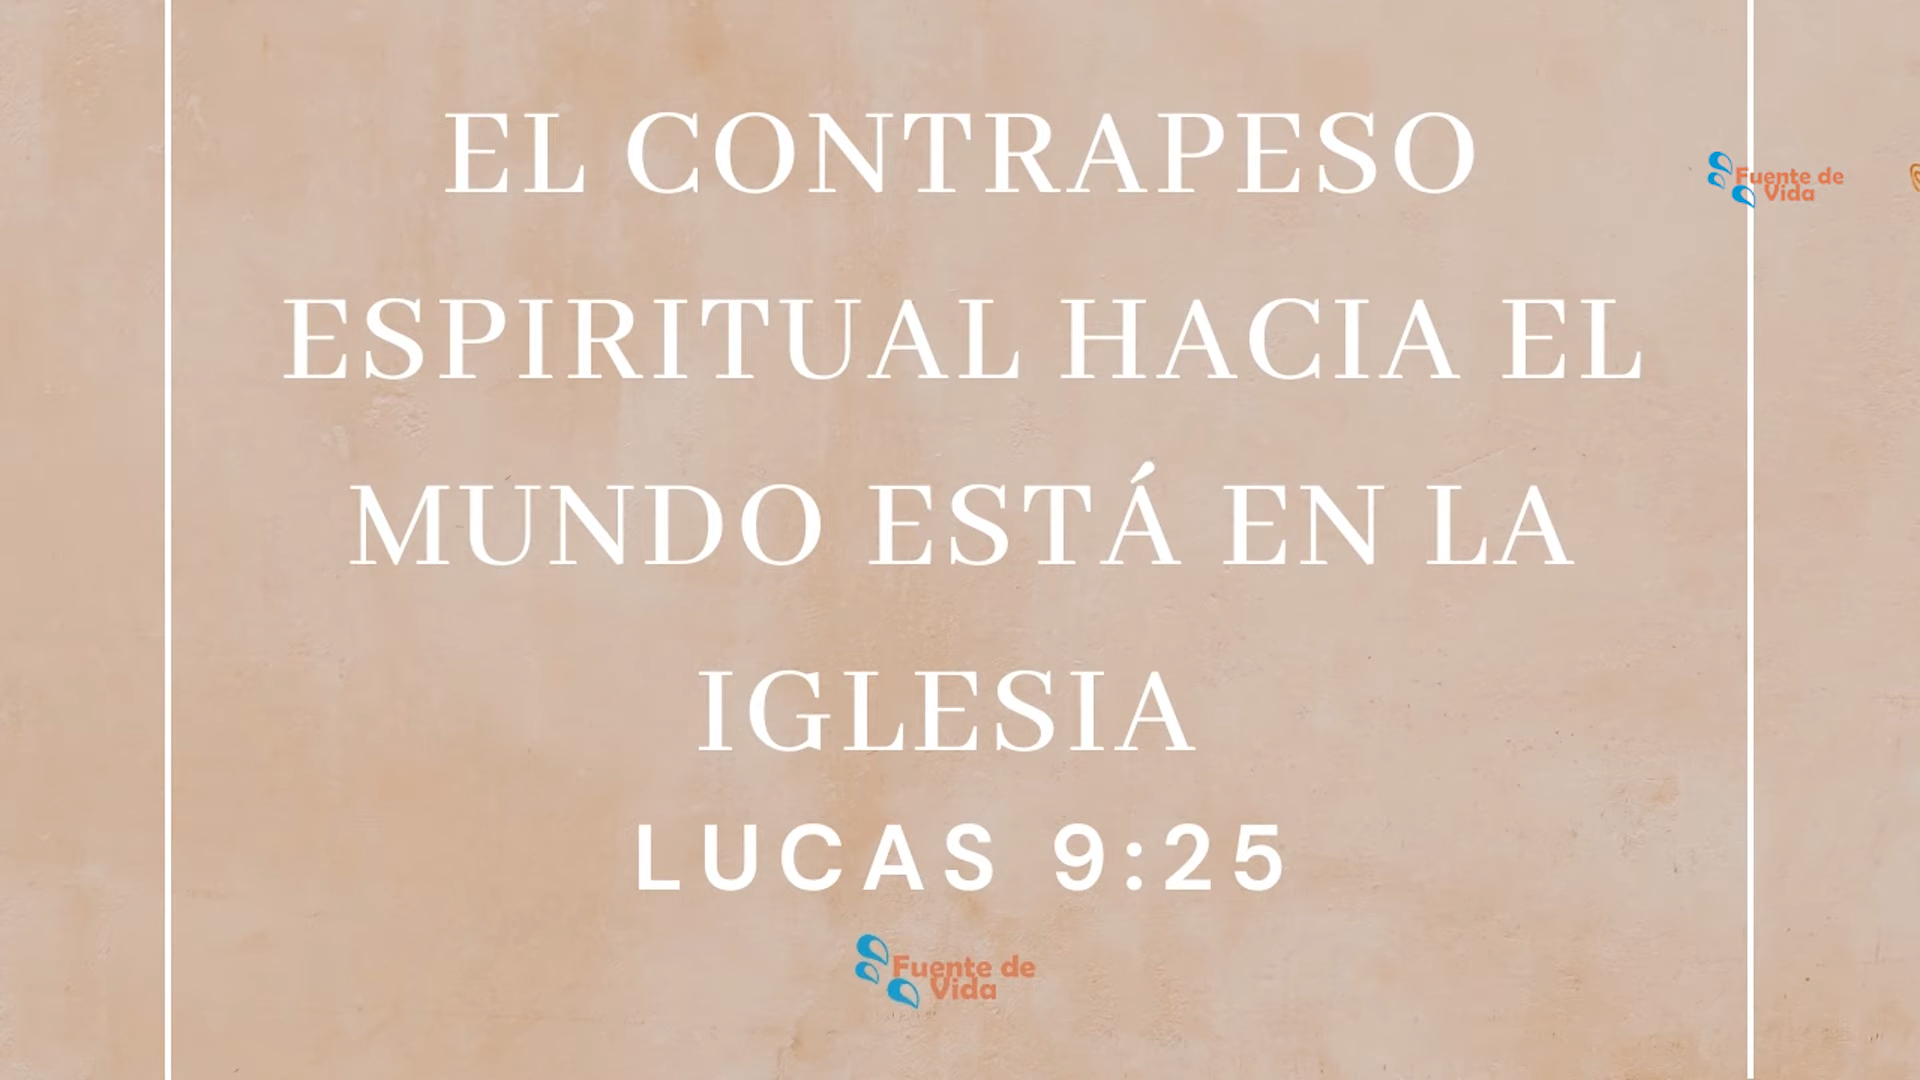 EL CONTRAPESO
Fuente de
Vida
ESPIRITUAL HACIA EL
MUNDO ESTÁ EN LA
IGLESIA
LUCAS 9:25
Fuente de
Vida